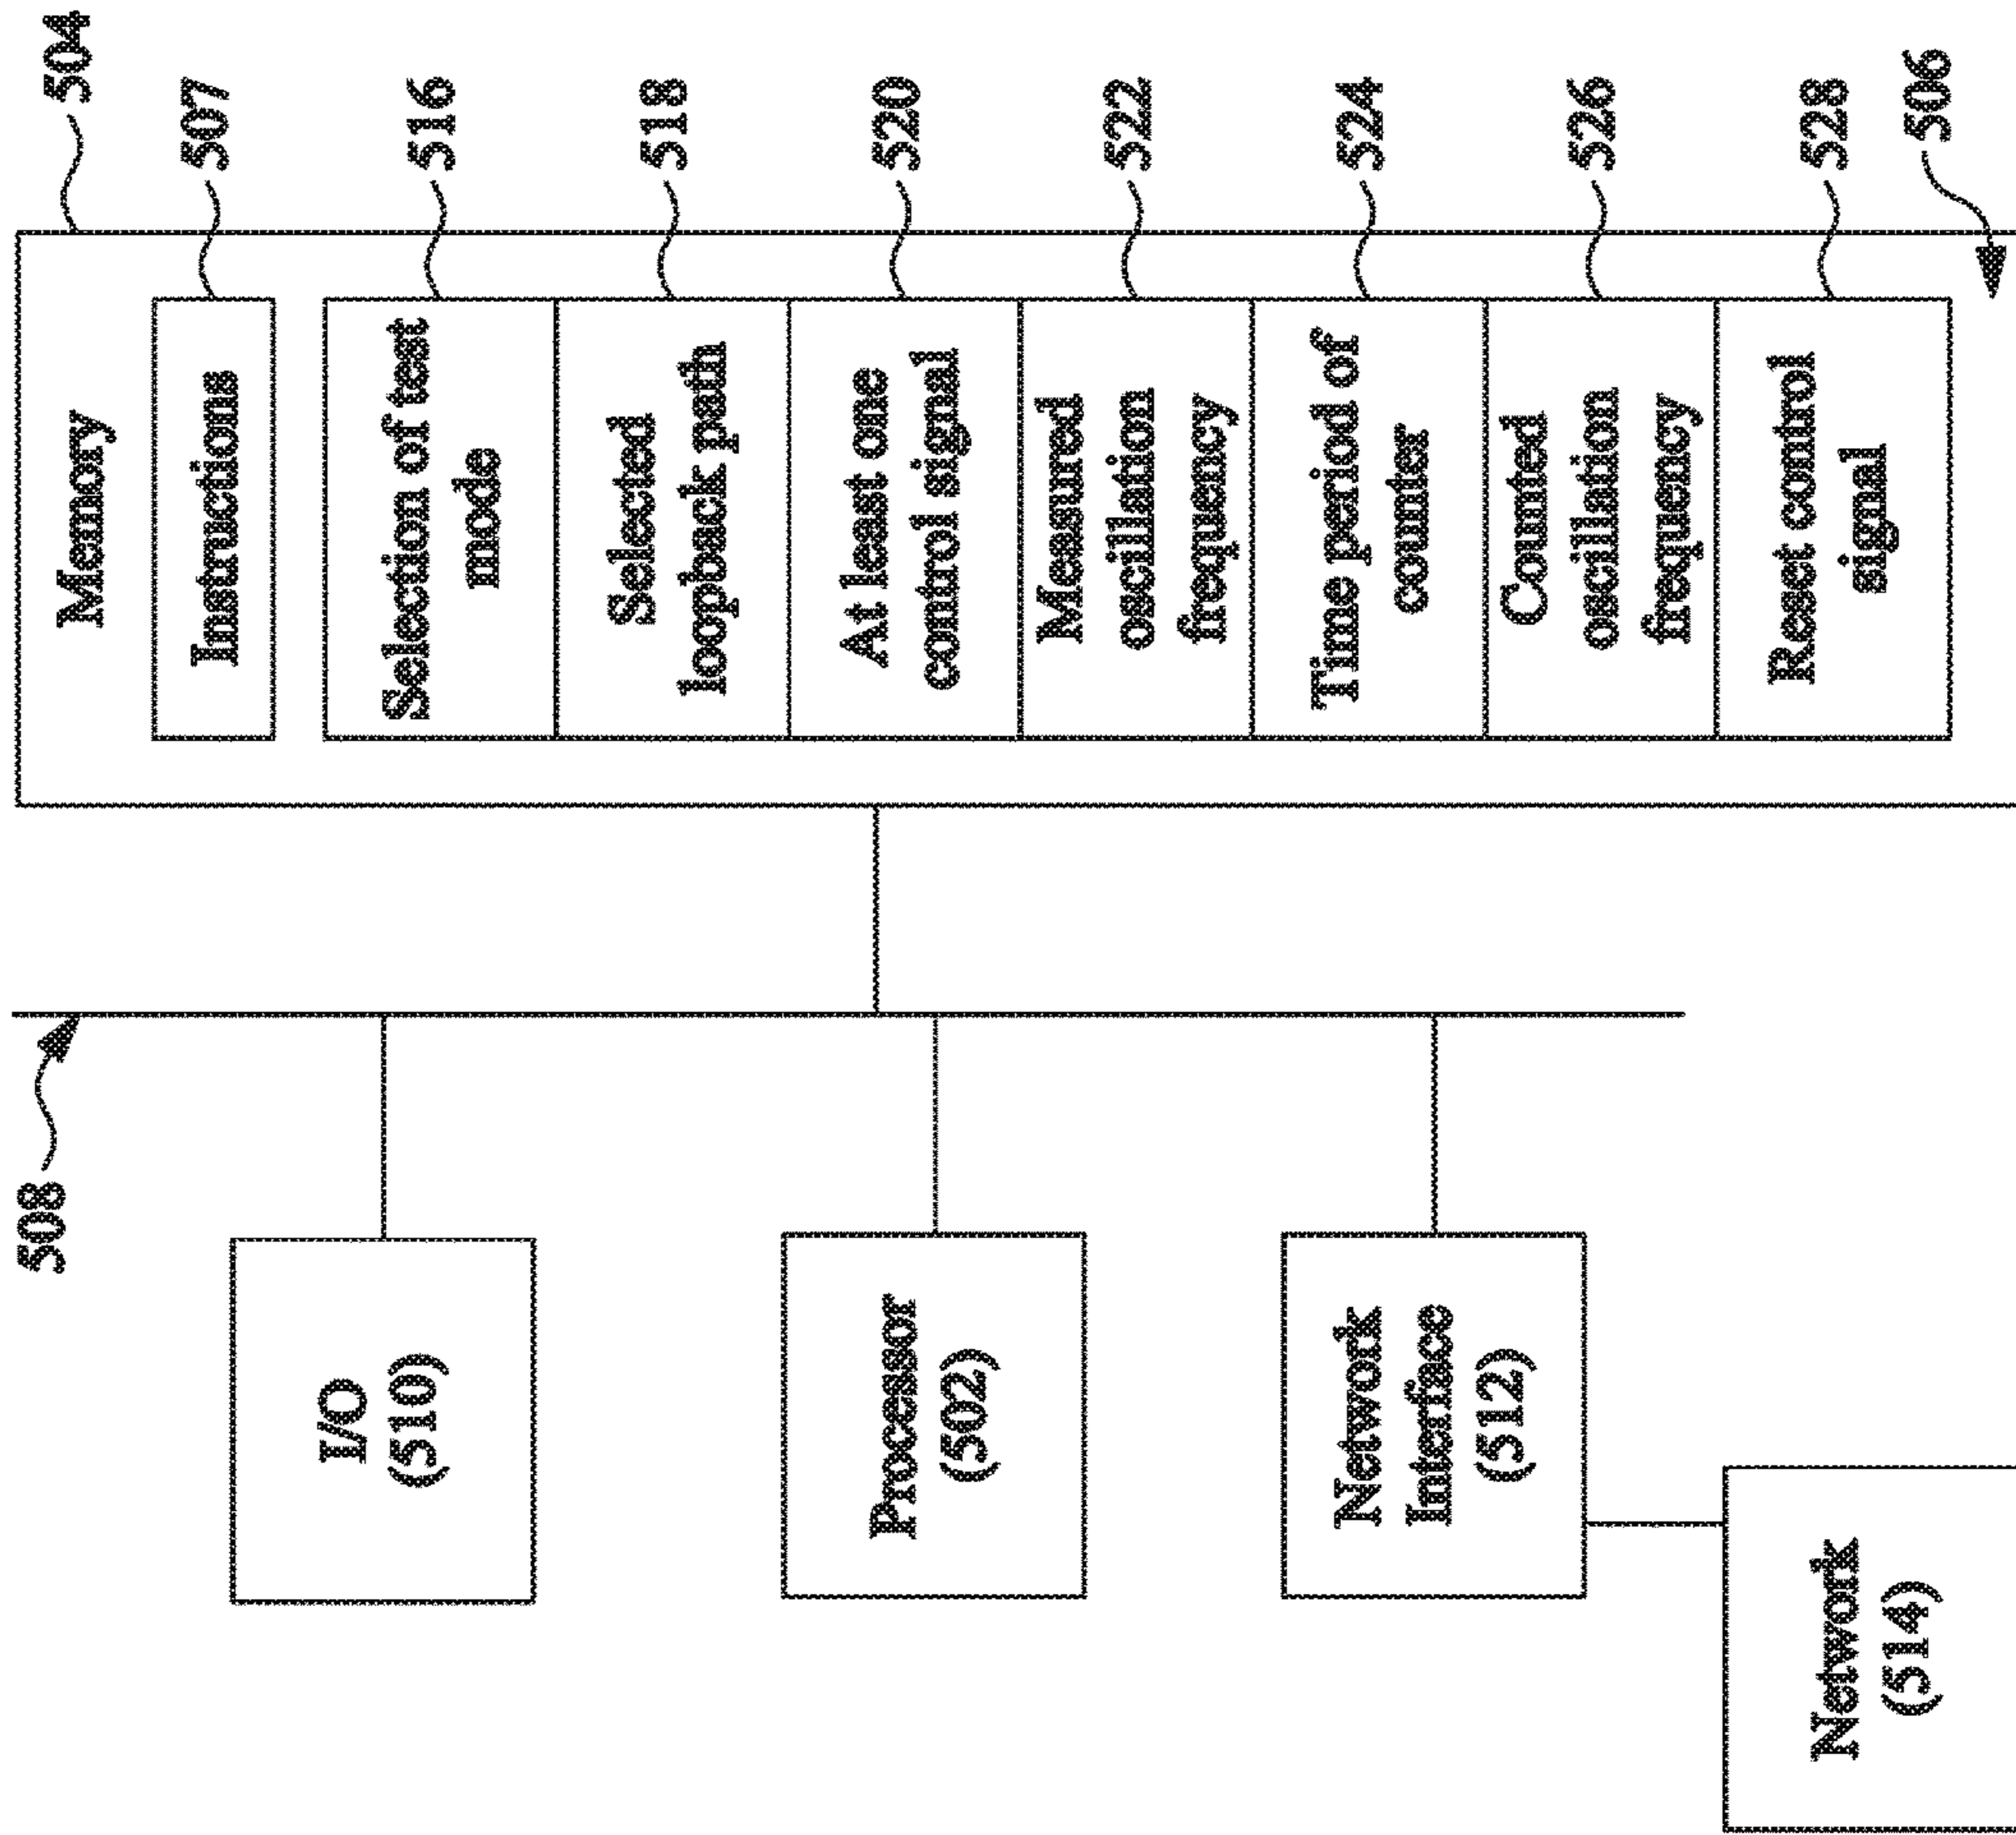 508
I/O
(510)
Processor
(502)
Network
Interface
(512)
Network
(514)
504
Memory
Instructions
507
Selection of test
mode
516
Selected
loopback path
518
At least one
control signal
520
Measured
oscillation
frequency
522
Time period of
counter
524
Counted
oscillation
frequency
526
Reset control
signal
528
506